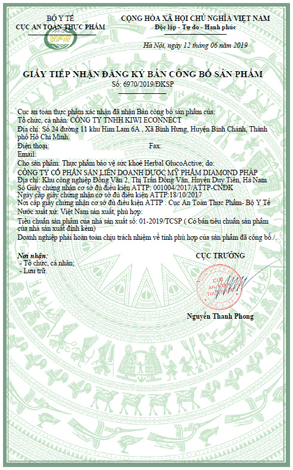 BỘ Y TẾ
CỤC AN TOÀN THỰC PHẨM
CỘNG HÒA XÃ HỘI CHỦ NGHĨA VIỆT NAM
Độc lập - Tự do - Hạnh phúc
Hà Nội, ngày 12 tháng 06 năm 2019
GIẤY TIẾP NHẬN ĐĂNG KÝ BẢN CÔNG BỐ SẢN PHẨM
Số: 6970/2019/ĐKSP
Cục an toàn thực phẩm xác nhận đã nhận Bản công bố sản phẩm của:
Tổ chức, cá nhân: CÔNG TY TNHH KIWI ECONNECT
Địa chỉ: Số 24 đường 11 khu Him Lam 6A , Xã Bình Hưng, Huyện Bình Chánh, Thành
phố Hồ Chí Minh.
Điện thoại: Fax:
Email:
Cho sản phẩm: Thực phẩm bảo vệ sức khoẻ Herbal GlucoActive; do:
CÔNG TY CỔ PHẦN SẢN LIÊN DOANH DƯỢC MỸ PHẨM DIAMOND PHÁP
Địa chỉ: Khu công nghiệp Đồng Văn 2, Thị Trấn Đồng Văn, Huyện Duy Tiên, Hà Nam
Số Giấy chứng nhận cơ sở đủ điều kiện ATTP: 001004/2017/ATTP-CNĐK
Ngày cấp giấy chứng nhận cơ sở đủ điều kiện ATTP:18/10/2017
Nơi cấp giấy chứng nhận cơ sở đủ điều kiện ATTP : Cục An Toàn Thực Phẩm- Bộ Y Tế
Nước xuất xứ: Việt Nam sản xuất, phù hợp:
Tiêu chuẩn sản phẩm của nhà sản xuất số: 01-2019/TCSP ( Có bản tiêu chuẩn sản phẩm
của nhà sản xuất đính kèm)
Doanh nghiệp phải hoàn toàn chịu trách nhiệm về tính phù hợp của sản phẩm đã công bố./.
Nơi nhận:
- Tổ chức, cá nhân;
- Lưu trữ.
CỤC TRƯỞNG
CỤC
AN TOÀN
THỰC PHẨM
Nguyễn Thanh Phong